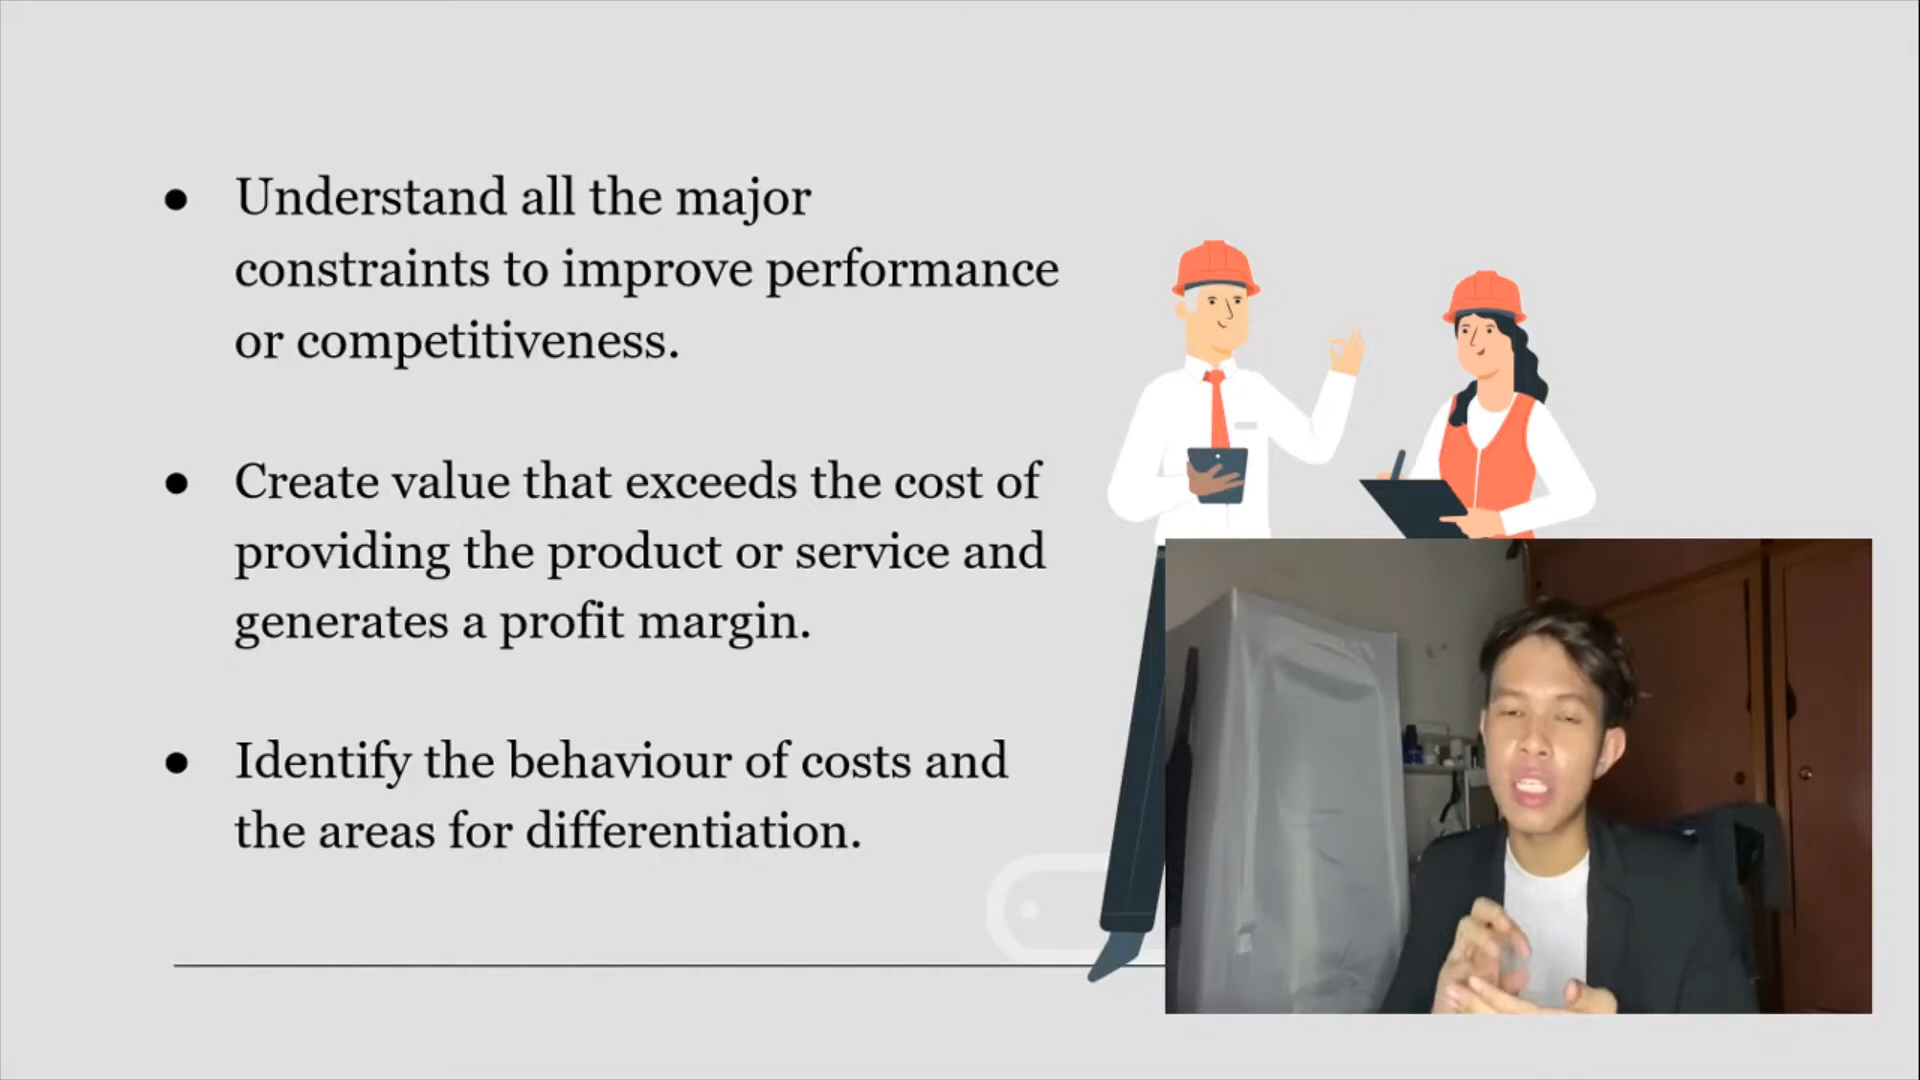 ● Understand all the major
constraints to improve performance
or competitiveness.
● Create value that exceeds the cost of
providing the product or service and
generates a profit margin.
● Identify the behaviour of costs and
the areas for differentiation.